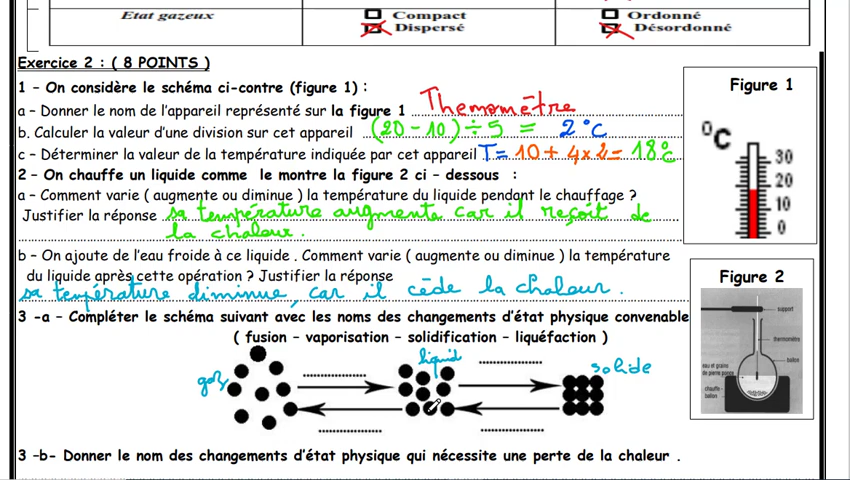 Etat gazeux
Compact
Dispersé
Ordonné
Désordonné
Exercice 2 : ( 8 POINTS )
1 – On considère le schéma ci-contre (figure 1) :
a – Donner le nom de l’appareil représenté sur la figure 1 Themomètre
b. Calculer la valeur d’une division sur cet appareil (20 - 10) ÷ 5 = 2 °C
c – Déterminer la valeur de la température indiquée par cet appareil T = 10 + 4 x 2 = 18°C
2 – On chauffe un liquide comme le montre la figure 2 ci – dessous :
a – Comment varie ( augmente ou diminue ) la température du liquide pendant le chauffage ?
Justifier la réponse sa température augmente car il reçoit de
la chaleur.
b – On ajoute de l’eau froide à ce liquide . Comment varie ( augmente ou diminue ) la température
du liquide après cette opération ? Justifier la réponse
sa température diminue, car il cède la chaleur.
3 -a – Compléter le schéma suivant avec les noms des changements d’état physique convenable
( fusion – vaporisation – solidification – liquéfaction )
gaz
liquid
solide
3 -b- Donner le nom des changements d’état physique qui nécessite une perte de la chaleur .
Figure 1
°C
30
20
10
0
Figure 2
support
thermomètre
ballon
eau et graine
de pierre ponce
chauffe-
ballon